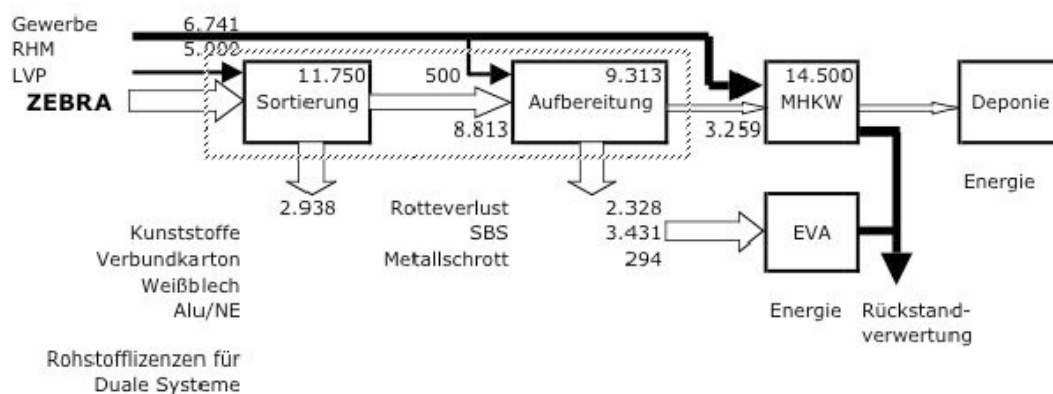 Gewerbe 6.741
RHM 5.000
LVP 11.750 500 9.313 14.500
ZEBRA Sortierung Aufbereitung MHKW Deponie
8.813 3.259
Energie
2.938 Rotteverlust 2.328
Kunststoffe SBS 3.431 EVA
Verbundkarton Metallschrott 294
Weißblech
Alu/NE Energie Rückstand-
verwertung
Rohstofflizenzen für
Duale Systeme